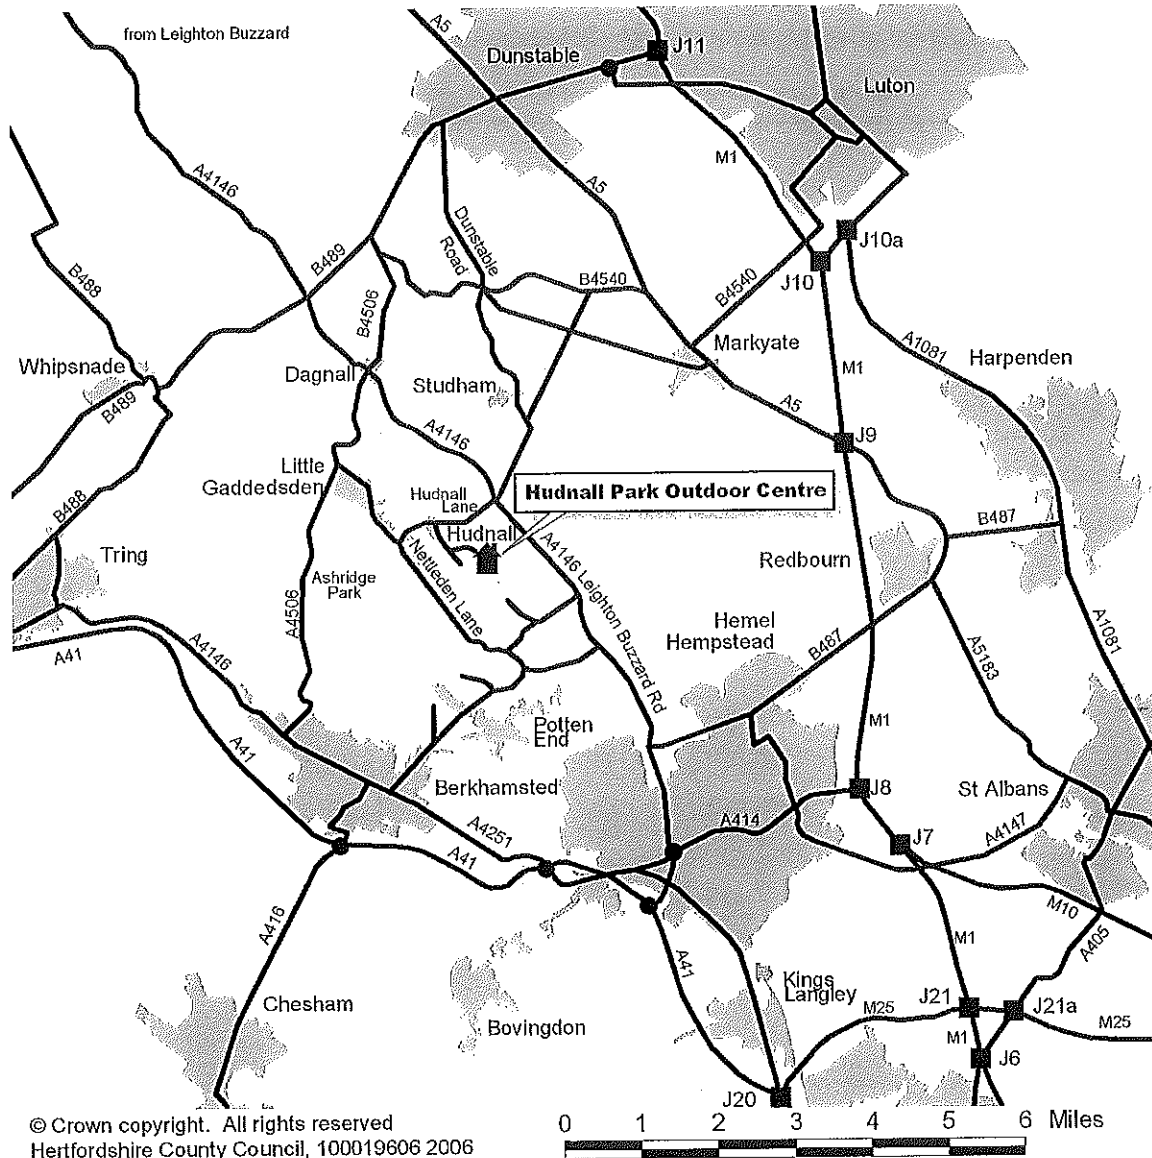 from Leighton Buzzard
A5
Dunstable
J11
Luton
M1
A4146
A5
Dunstable
Road
B489
B488
B4506
B4540
B4540
J10a
J10
A1081
Whipsnade
B489
Dagnall
Studham
Markyate
M1
Harpenden
A5
J9
A4146
Little
Gaddedsden
Hudnall
Lane
Hudnall Park Outdoor Centre
Hudnall
B488
Tring
Ashridge
Park
Nettleden Lane
A4146 Leighton Buzzard Rd
Redbourn
B487
A4506
A41
A4146
Hemel
Hempstead
B487
A5183
A1081
M1
Potten
End
A41
Berkhamsted
J8
St Albans
A414
A4251
A41
J7
A4147
A416
M10
M1
A405
A41
Kings
Langley
Chesham
Bovingdon
J21
J21a
M25
M25
M1
J6
J20
© Crown copyright. All rights reserved
Hertfordshire County Council, 100019606 2006
0 1 2 3 4 5 6 Miles